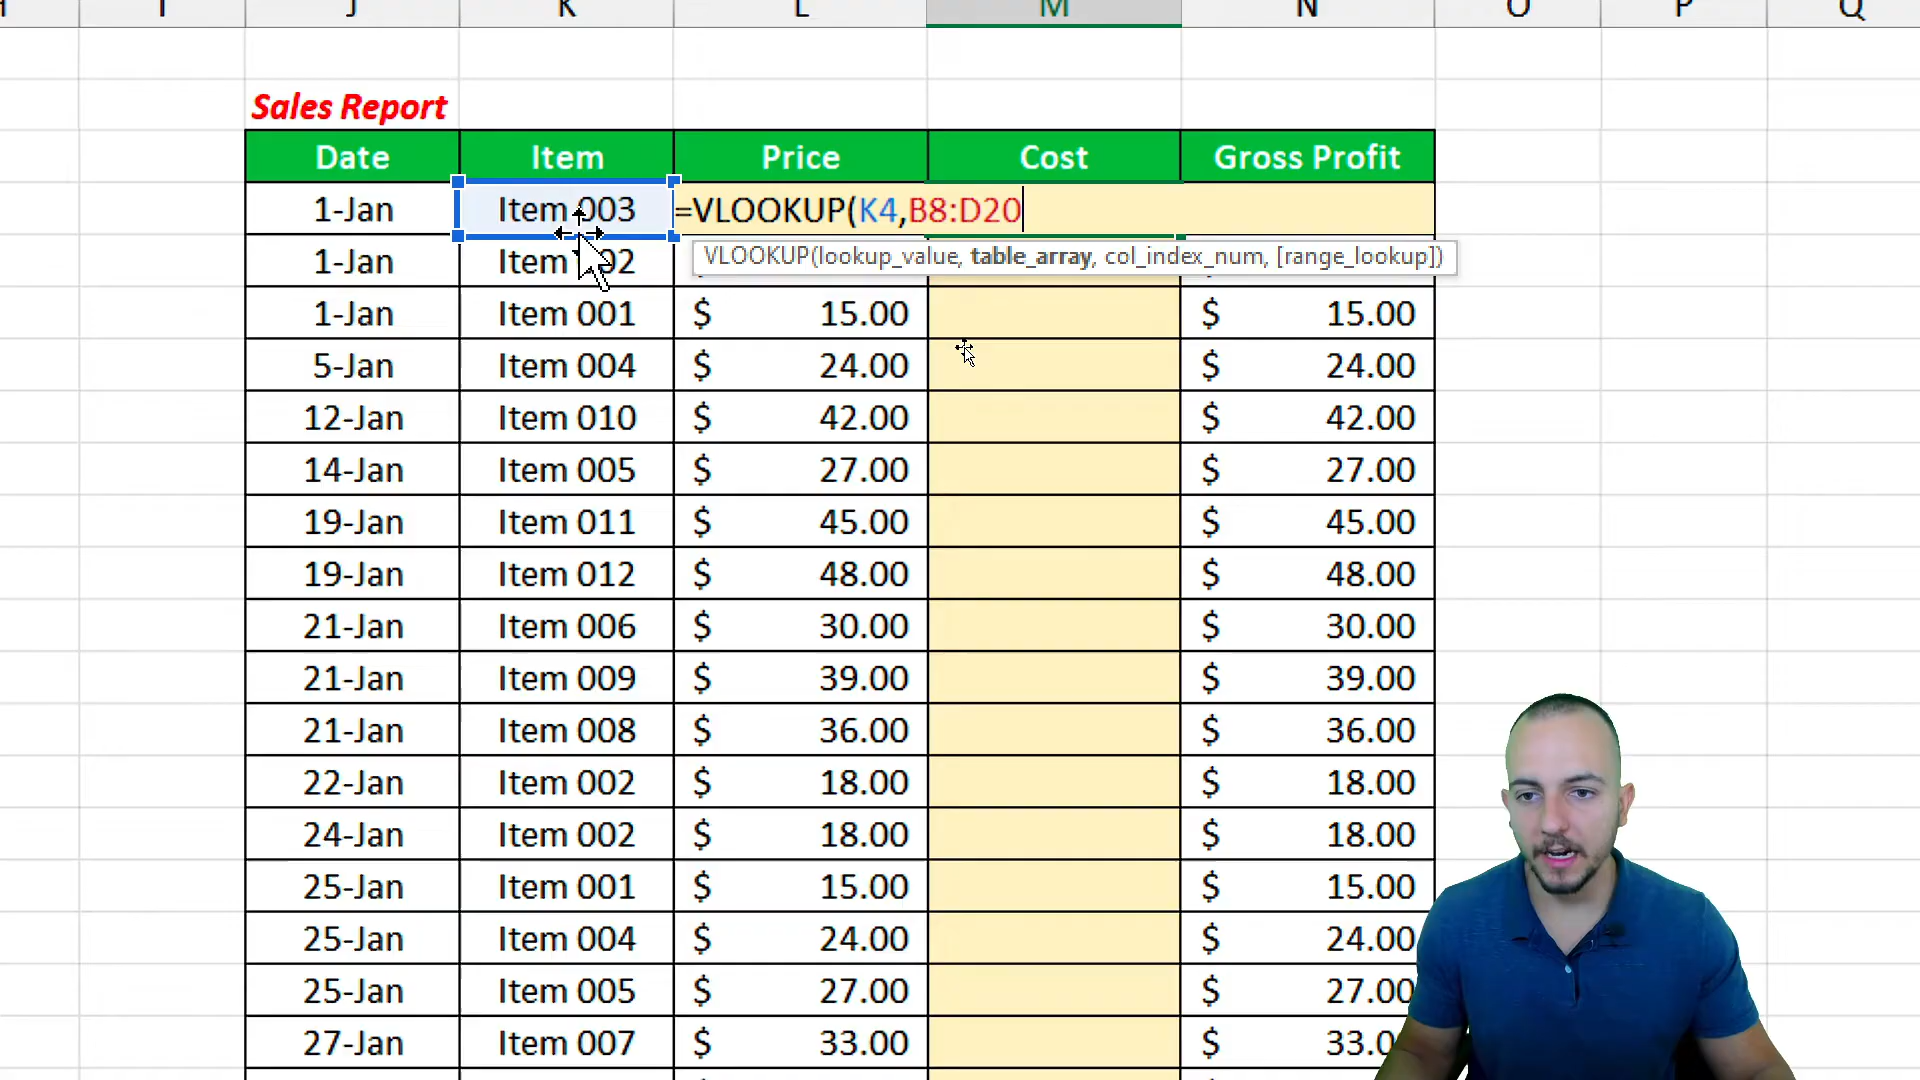 J K L M N O P Q
Sales Report
Date Item Price Cost Gross Profit
1-Jan Item 003 =VLOOKUP(K4,B8:D20
VLOOKUP(lookup_value, table_array, col_index_num, [range_lookup])
1-Jan Item
1-Jan Item 001 $ 15.00 $ 15.00
5-Jan Item 004 $ 24.00 $ 24.00
12-Jan Item 010 $ 42.00 $ 42.00
14-Jan Item 005 $ 27.00 $ 27.00
19-Jan Item 011 $ 45.00 $ 45.00
19-Jan Item 012 $ 48.00 $ 48.00
21-Jan Item 006 $ 30.00 $ 30.00
21-Jan Item 009 $ 39.00 $ 39.00
21-Jan Item 008 $ 36.00 $ 36.00
22-Jan Item 002 $ 18.00 $ 18.00
24-Jan Item 002 $ 18.00 $ 18.00
25-Jan Item 001 $ 15.00 $ 15.00
25-Jan Item 004 $ 24.00 $ 24.00
25-Jan Item 005 $ 27.00 $ 27.00
27-Jan Item 007 $ 33.00 $